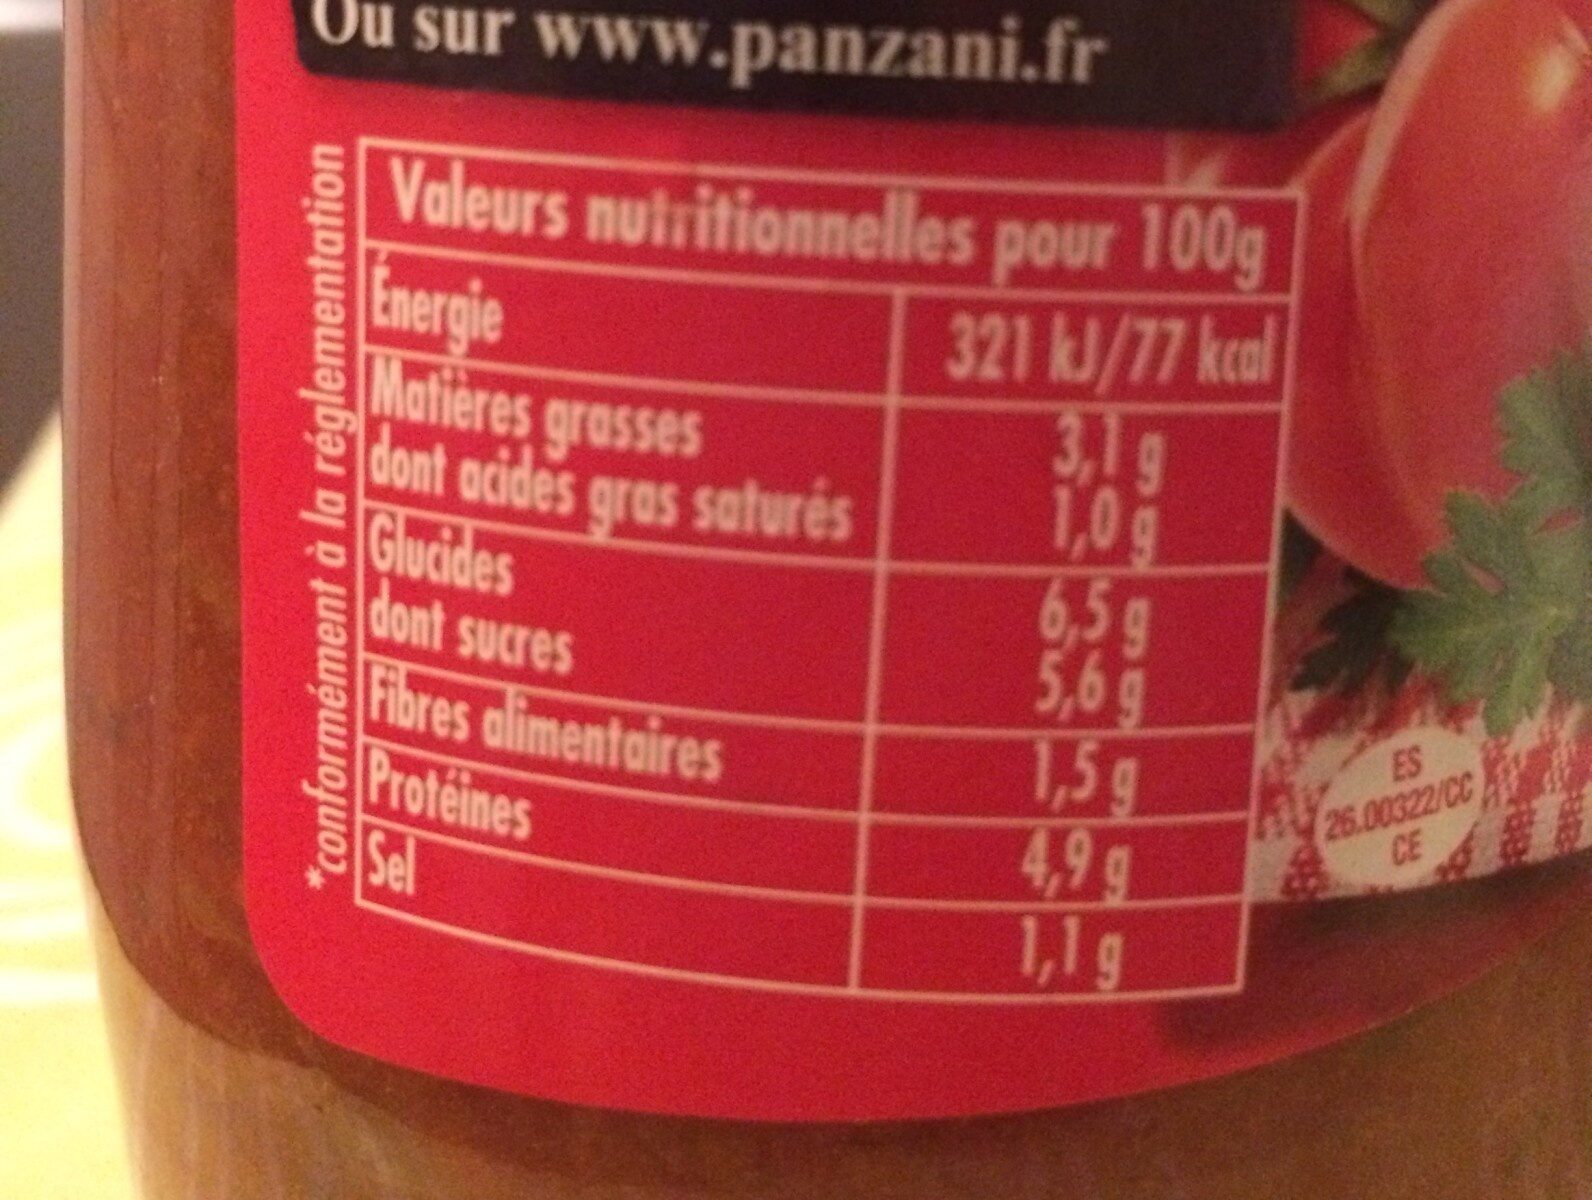 Ou sur www.panzani.fr
*conformément à la réglementation
Valeurs nutritionnelles pour 100g
Énergie 321 kJ/77 kcal
Matières grasses 3,1 g
dont acides gras saturés 1,0 g
Glucides 6,5 g
dont sucres 5,6 g
Fibres alimentaires 1,5 g
Protéines 4,9 g
Sel 1,1 g
ES
26.00322/CC
CE